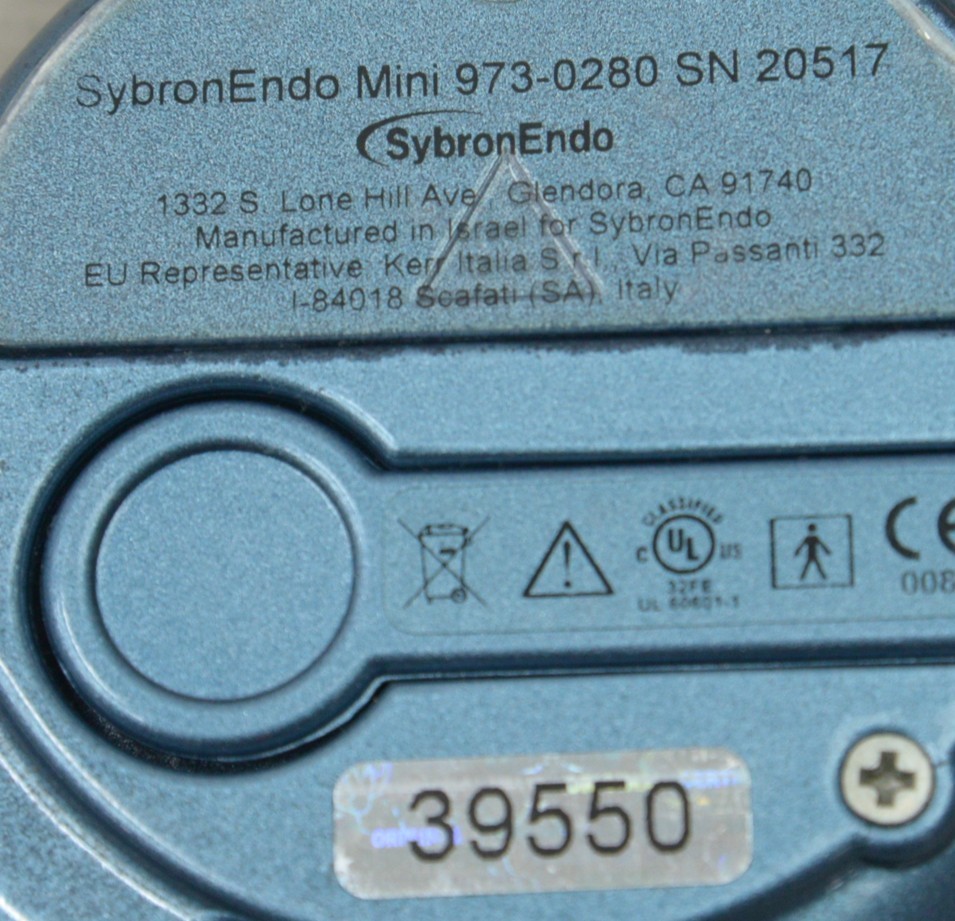 SybronEndo Mini 973-0280 SN 20517
SybronEndo
1332 S. Lone Hill Ave., Glendora, CA 91740
Manufactured in Israel for SybronEndo
EU Representative: Kerr Italia S.r.l., Via Passanti 332
I-84018 Scafati (SA), Italy
CLASSIFIED
C UL US
32FE
UL 60601-1
CE
008
39550